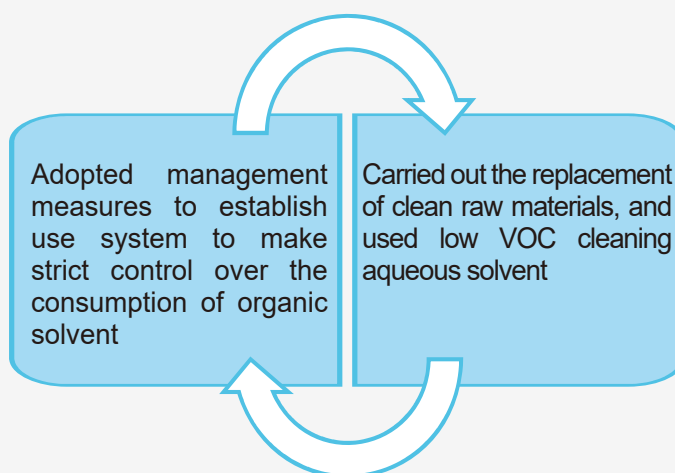 Adopted management
measures to establish
use system to make
strict control over the
consumption of organic
solvent
Carried out the replacement
of clean raw materials, and
used low VOC cleaning
aqueous solvent